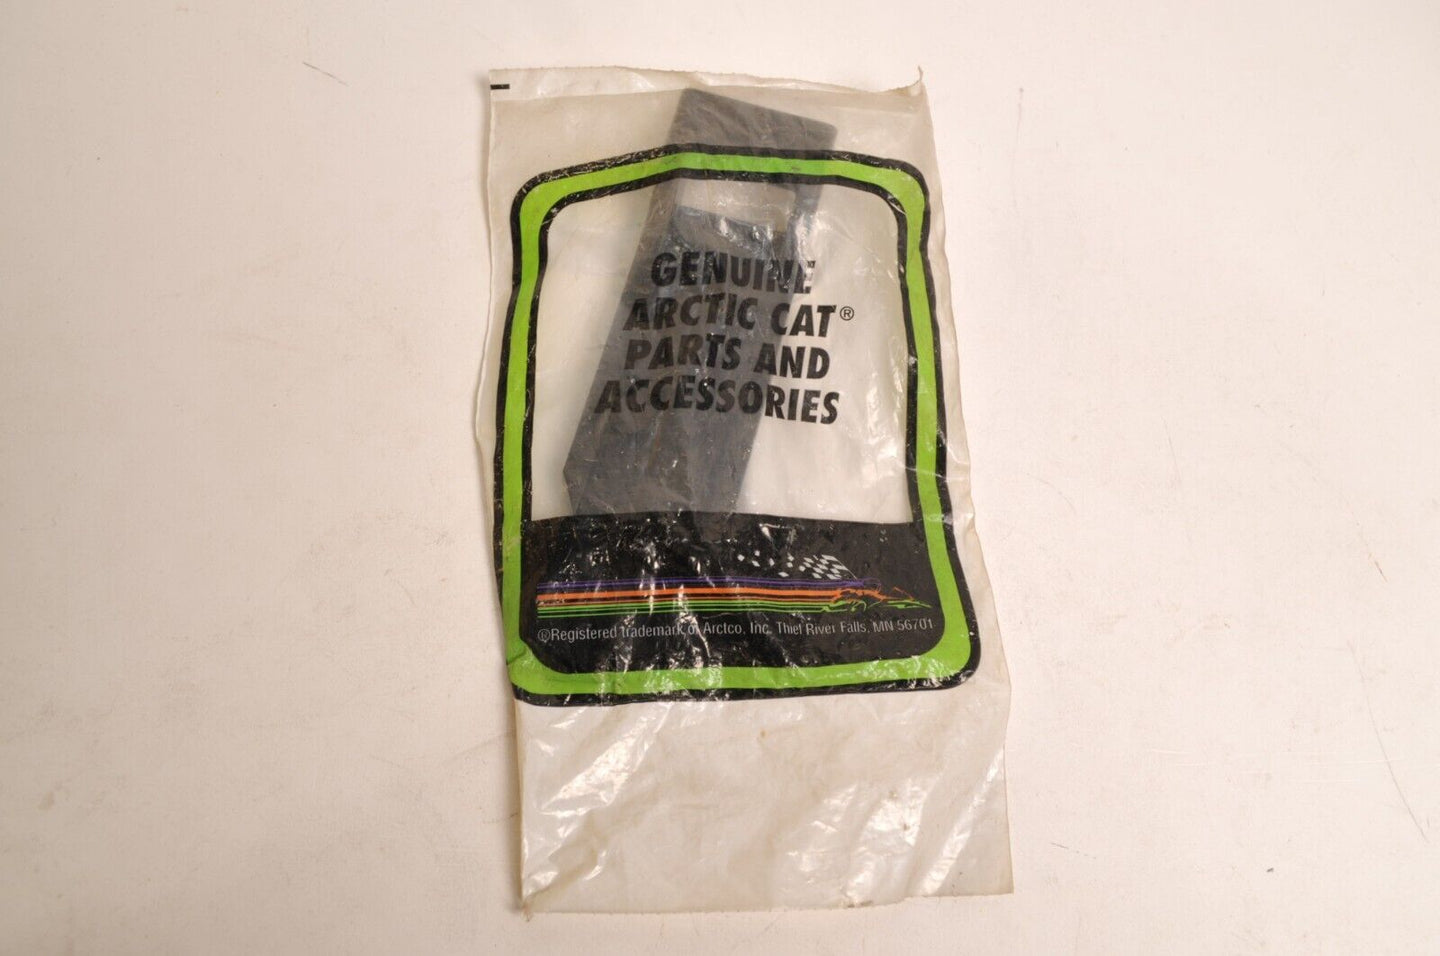 GENUINE
ARCTIC CAT®
PARTS AND
ACCESSORIES
®Registered trademark of Arctco, Inc. Thief River Falls, MN 56701